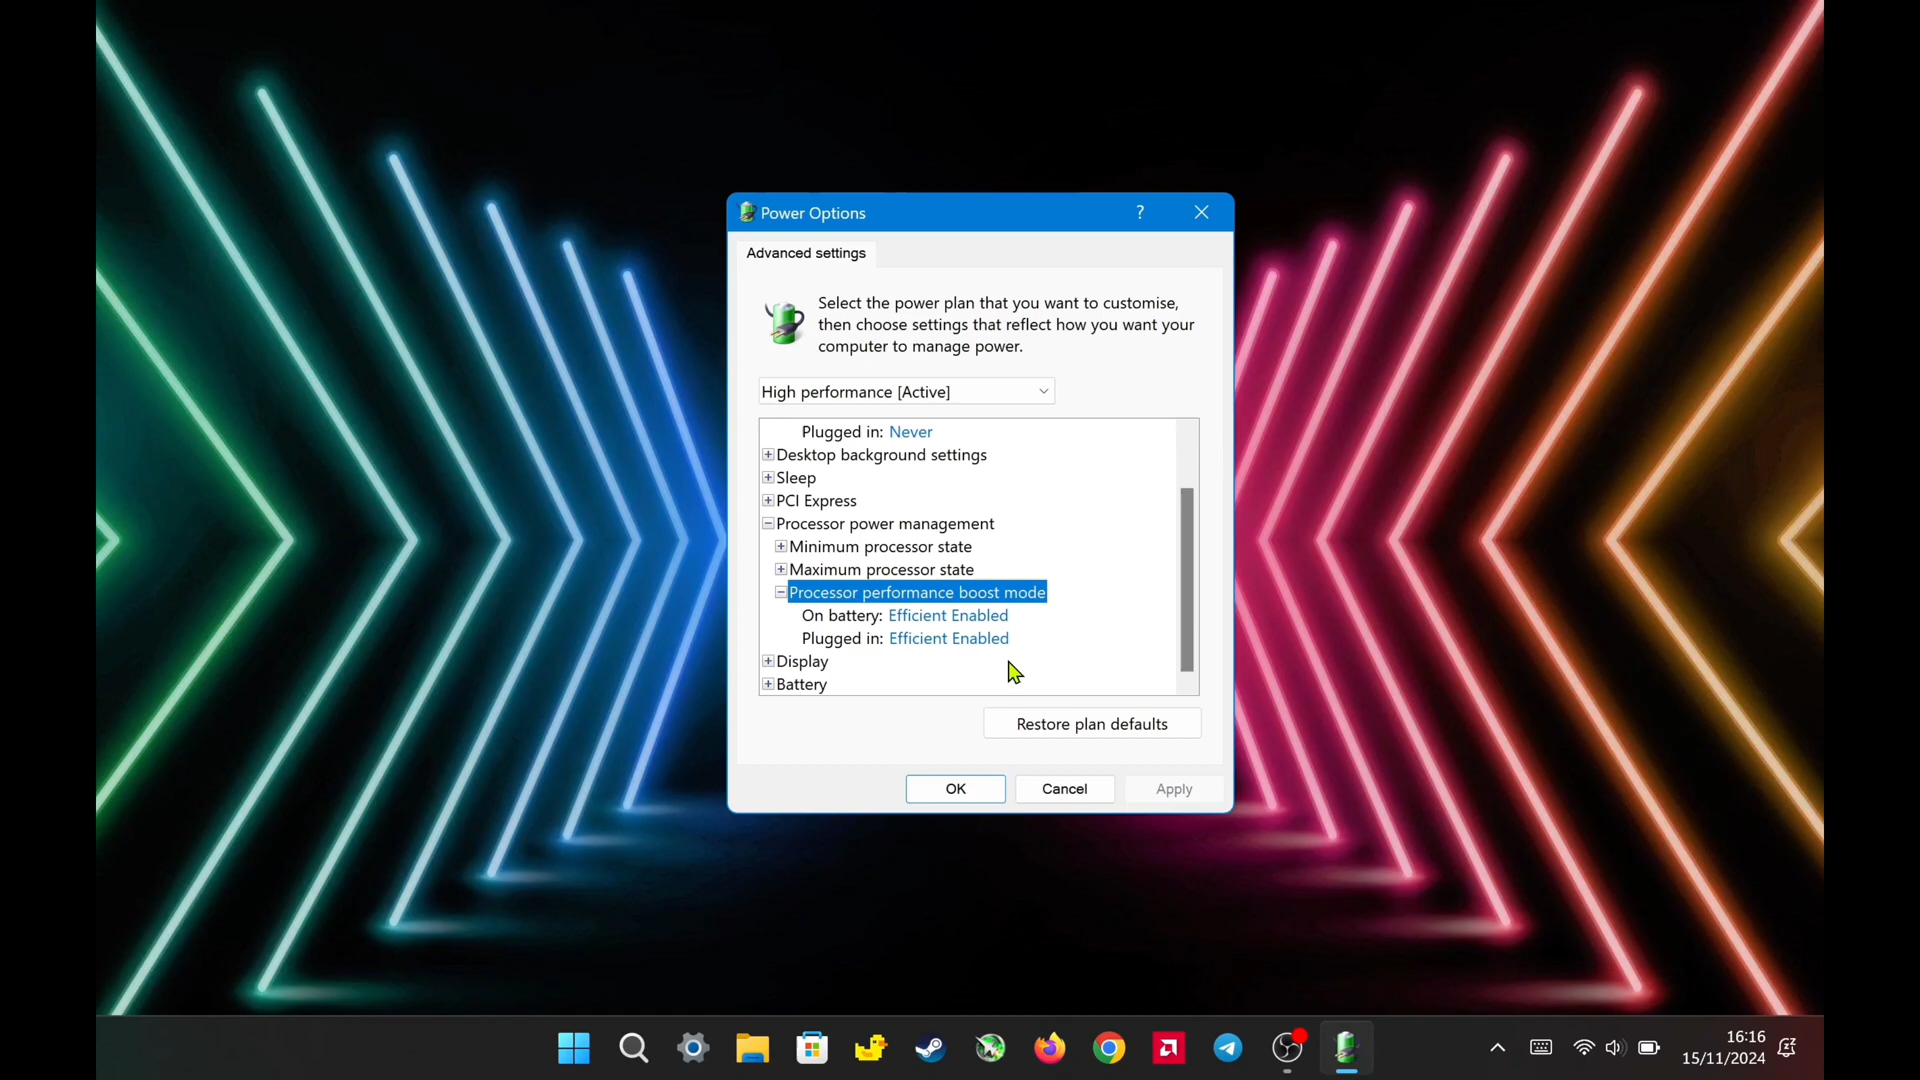 Power Options
?
Advanced settings
Select the power plan that you want to customise,
then choose settings that reflect how you want your
computer to manage power.
High performance [Active]
Plugged in: Never
Desktop background settings
Sleep
PCI Express
Processor power management
Minimum processor state
Maximum processor state
Processor performance boost mode
On battery: Efficient Enabled
Plugged in: Efficient Enabled
Display
Battery
Restore plan defaults
OK Cancel Apply
16:16
15/11/2024